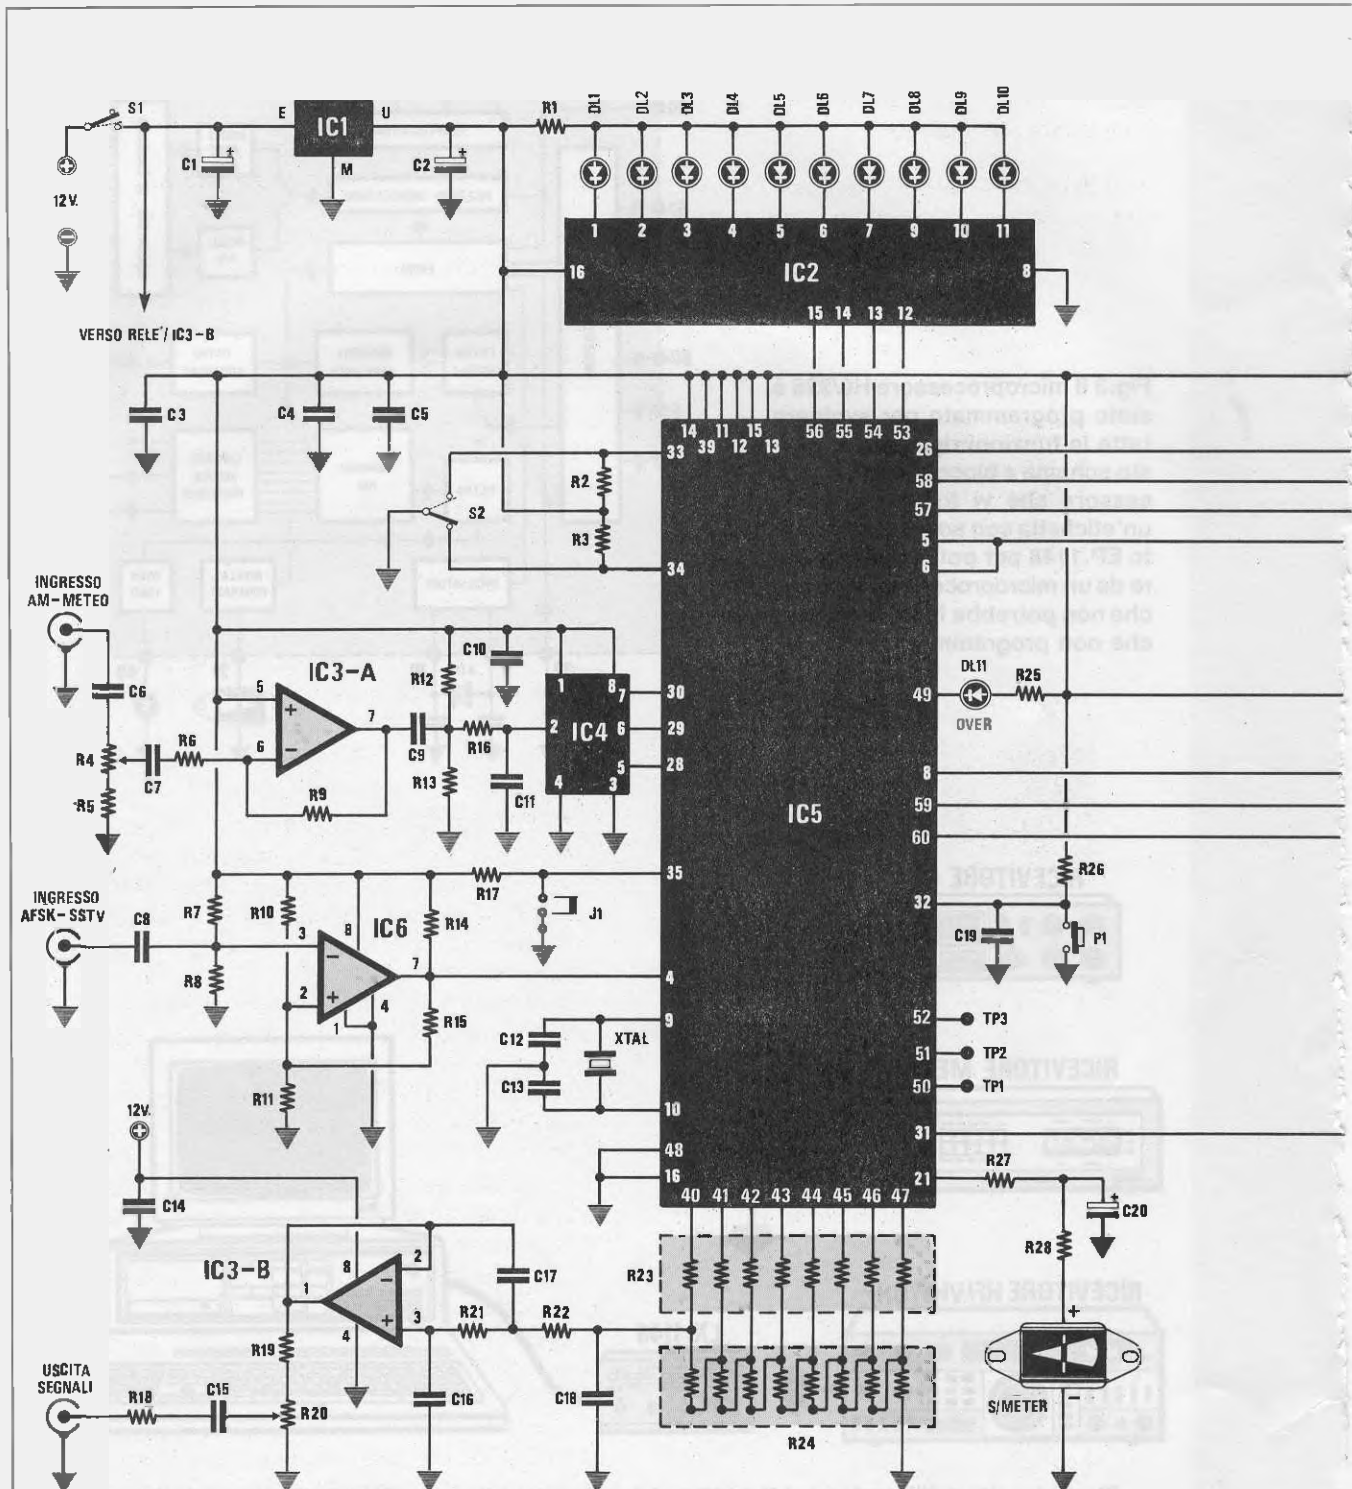 S1
E
IC1
U
R1
DL1
DL2
DL3
DL4
DL5
DL6
DL7
DL8
DL9
DL10
C1
+
M
C2
+
12V.
1
2
3
4
5
6
7
9
10
11
16
IC2
8
15
14
13
12
VERSO RELE'/IC3-B
C3
C4
C5
14
39
11
12
15
13
56
55
54
53
33
26
58
57
5
6
R2
S2
R3
34
INGRESSO
AM-METEO
C6
R4
R5
C7
R6
5
+
6
−
IC3-A
7
R9
C9
R12
R13
R16
C10
C11
1
8
7
2
IC4
6
5
4
3
30
29
28
IC5
49
DL11
OVER
R25
8
59
60
R26
INGRESSO
AFSK-SSTV
C8
R7
R8
R10
IC6
8
3
−
2
+
1
4
7
R11
R14
R15
R17
J1
35
4
32
C19
P1
9
C12
XTAL
C13
10
48
16
52
TP3
51
TP2
50
TP1
31
21
R27
C20
+
R28
12V.
C14
40
41
42
43
44
45
46
47
IC3-B
8
2
−
1
+
3
4
C17
R21
R22
R19
R23
R24
USCITA
SEGNALI
R18
C15
R20
C16
C18
+
−
S/METER